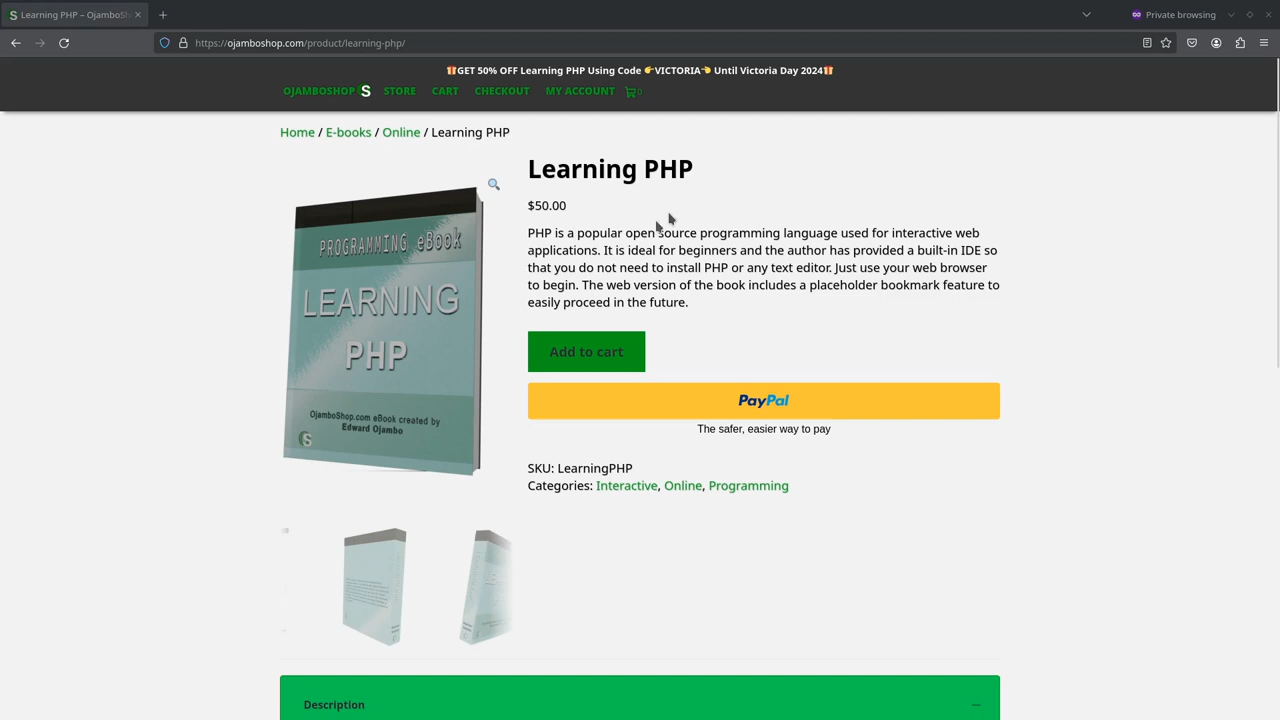 Learning PHP – OjamboSh
Private browsing
https://ojamboshop.com/product/learning-php/
🎁GET 50% OFF Learning PHP Using Code 👉VICTORIA👈 Until Victoria Day 2024🎁
OJAMBOSHOP S STORE CART CHECKOUT MY ACCOUNT 0
Home / E-books / Online / Learning PHP
Learning PHP
$50.00
PHP is a popular open source programming language used for interactive web
applications. It is ideal for beginners and the author has provided a built-in IDE so
that you do not need to install PHP or any text editor. Just use your web browser
to begin. The web version of the book includes a placeholder bookmark feature to
easily proceed in the future.
Add to cart
PayPal
The safer, easier way to pay
SKU: LearningPHP
Categories: Interactive, Online, Programming
PROGRAMMING eBook
LEARNING
PHP
OjamboShop.com eBook created by
Edward Ojambo
S
Description